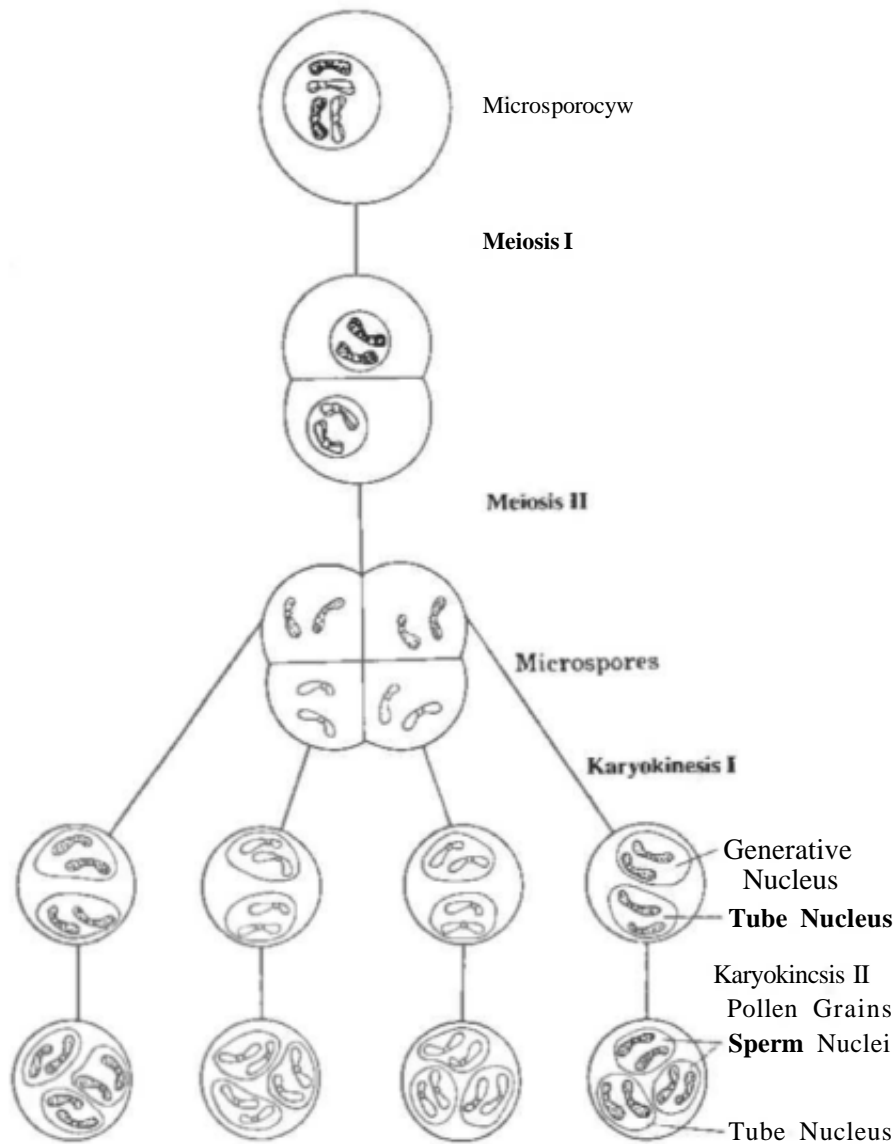 Microsporocyw
Meiosis I
Meiosis II
Microspores
Karyokinesis I
Generative
Nucleus
Tube Nucleus
Karyokincsis II
Pollen Grains
Sperm Nuclei
Tube Nucleus